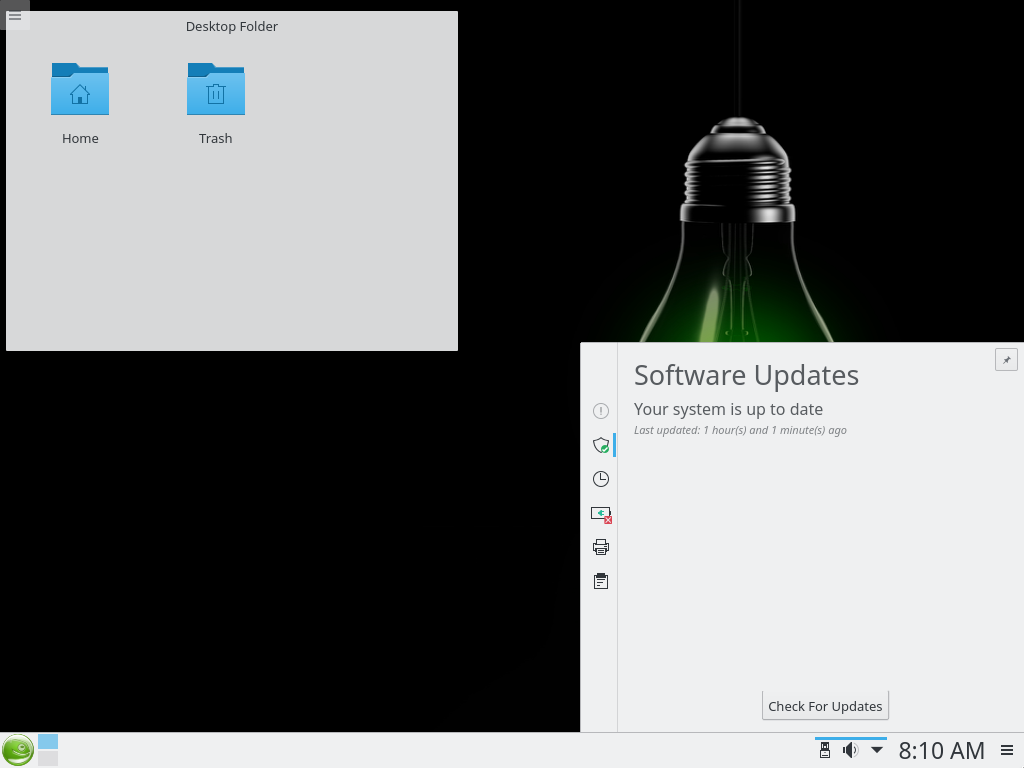 Desktop Folder
Home
Trash
Software Updates
Your system is up to date
Last updated: 1 hour(s) and 1 minute(s) ago
Check For Updates
8:10 AM